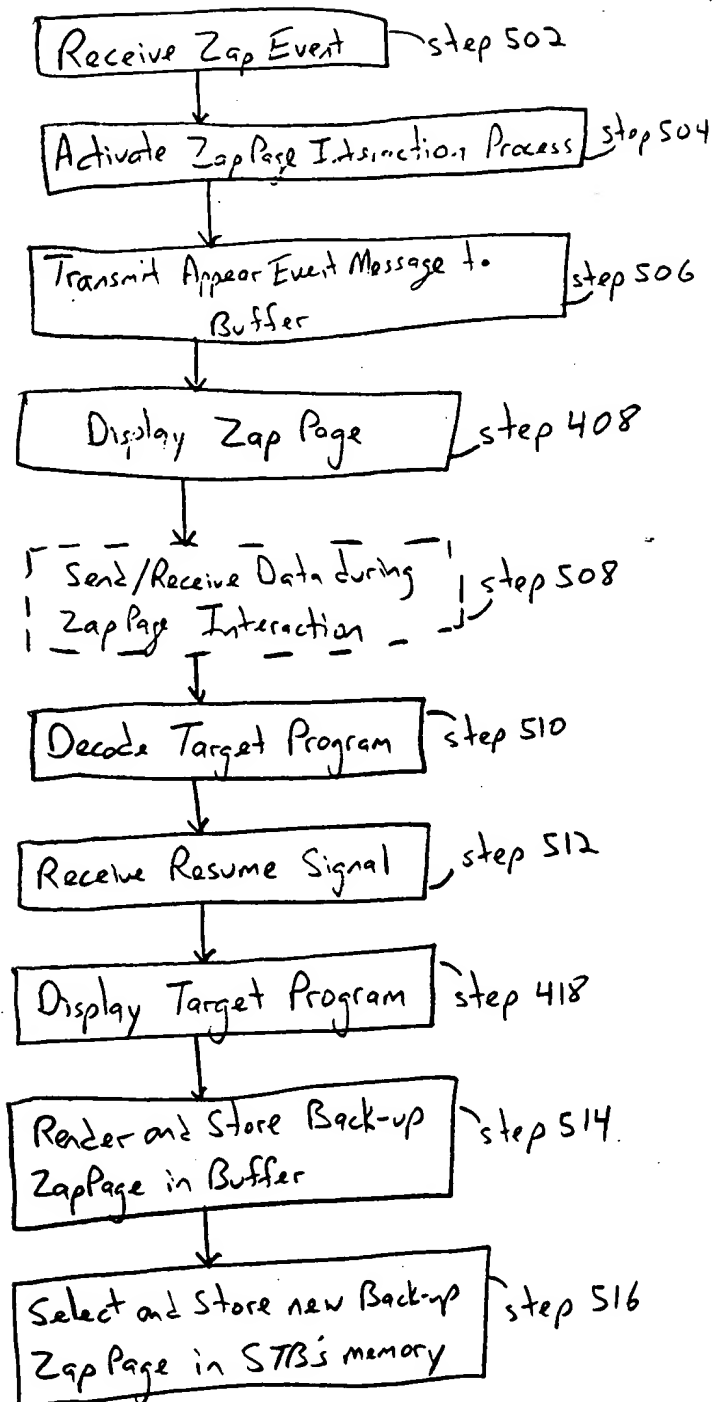 Receive Zap Event
step 502
Activate ZapPage Interaction Process
step 504
Transmit Appear Event Message to
Buffer
step 506
Display Zap Page
step 408
Send/Receive Data during
ZapPage Interaction
step 508
Decode Target Program
step 510
Receive Resume Signal
step 512
Display Target Program
step 418
Render and Store Back-up
ZapPage in Buffer
step 514.
Select and Store new Back-up
ZapPage in STB's memory
step 516